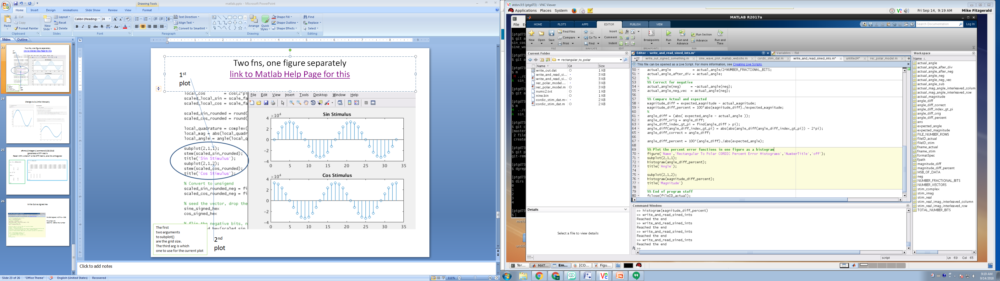 matlab.pptx - Microsoft PowerPoint
Drawing Tools
Home
Insert
Design
Animations
Slide Show
Review
View
Format
Paste
Cut
Copy
Format Painter
Clipboard
New
Slide
Layout
Reset
Delete
Slides
Calibri (Headings)
24
Font
Paragraph
Text Direction
Align Text
Convert to SmartArt
Arrange
Quick
Styles
Shape Fill
Shape Outline
Shape Effects
Drawing
Find
Replace
Select
Editing
Slides
Outline
23
Two fns, one figure separately
link to Matlab Help Page for this
24
Change Axis Limits Manually
25
dftmtx(<integer>) command 8/28/2018
generates a DTF metrix
26
Write Out as signed hex
Two fns, one figure separately
link to Matlab Help Page for this
1st
plot
local_cos = cos(2*pi
scaled_local_sin = scale_fa
scaled_local_cos = scale_fa
scaled_sin_rounded = round(
scaled_cos_rounded = round(
local_quadrature = complex(
local_mag = abs(local_quadr
local_angle = angle(local_q
subplot(2,1,1);
stem(scaled_sin_rounded);
title('Sin Stimulus');
subplot(2,1,2);
stem(scaled_cos_rounded);
title('Cos Stimulus');
% Convert to unsigend
scaled_sin_rounded_neg = fi
scaled_cos_rounded_neg = fi
% seed the vector, drop the
sine_signed_hex
cos_signed_hex
% flip the negative bits, n
File Edit View Insert Tools Desktop Window Help
Sin Stimulus
×10⁴
4
2
0
-2
-4
0 5 10 15 20 25 30 35
Cos Stimulus
×10⁴
4
2
0
-2
-4
0 5 10 15 20 25 30 35
The first
two arguments
to subplot()
are the grid size.
The third arg is which
one to use for the current plot
2nd
plot
Click to add notes
Slide 23 of 26
"Office Theme"
English (United States)
Recovered
111%
atdsrv3:5 (ptgd73) - VNC Viewer
Applications Places System
Fri Sep 14, 9:19 AM
Mike Fitzgerald
MATLAB R2017a
HOME
PLOTS
APPS
EDITOR
PUBLISH
VIEW
Search Documentation
Log In
New
Open
Save
Find Files
Compare
Print
FILE
Go To
Find
NAVIGATE
Insert
Comment
Indent
EDIT
Breakpoints
BREAKPOINTS
Run
Run and
Advance
Run Section
Advance
Run and
Time
RUN
Current Folder
« rectangular_to_polar
Name
Git
Size
write_out.dat 1 KB
write_and_read_si... 3 KB
write_and_read_si... 3 KB
rec_polar_model.... 3 KB
rec_polar_model.m 3 KB
nums2.txt 1 KB
nine.bin 1 KB
cordic_stim_dat.m~ 2 KB
cordic_stim_dat.m 2 KB
Details
Select a file to view details
Editor - write_and_read_sined_ints.m*
Variables - fid
+22
write_out_signed_something.m
sine_wave_plot_matlab_website.m
cordic_stim_dat.m
write_and_read_sined_ints.m*
untitled4*
rec_polar_model.m
This file can be opened as a Live Script. For more information, see Creating Live Scripts.
50 actual_angle = actual_angle/2^NUMBER_FRACTIONAL_BITS;
51 actual_angle_after_div = actual_angle;
52 %
53 %% Correct for negative
54 actual_angle(neg) = -actual_angle(neg);
55 actual_angle_neg_vec = actual_angle(neg);
56
57 %% Compare Actual and expected
58 magnitude_diff = expected_magnitude - actual_magnitude;
59 magnitude_diff_percent = 100*abs(magnitude_diff)./expected_magnitude;
60 %
61 angle_diff = (abs( expected_angle - actual_angle ));
62 angle_diff_orig = angle_diff;
63 angle_diff_index_gt_pi = find(angle_diff > pi);
64 angle_diff(angle_diff_index_gt_pi) = abs(abs(angle_diff(angle_diff_index_gt_pi)) - 2*pi);
65 angle_diff_correct = angle_diff;
66
67 angle_diff_percent = 100*(angle_diff)./abs(expected_angle);
68
69 %% Plot the percent error functions in one figure as a histogram
70 figure('Name','Rectangular To Polar CORDIC Percent Error Histograms','NumberTitle','off');
71 subplot(2,1,1);
72 histogram(angle_diff_percent);
73 title('Angle');
74
75 subplot(2,1,2);
76 histogram(magnitude_diff_percent);
77 title('Magnitude')
78
79 %% End of program stuff
80 fclose(fileID_actual);
Command Window
>> histogram(magnitude_diff_percent)
>> write_and_read_sined_ints
Reached the end
>> write_and_read_sined_ints
Reached the end
>> write_and_read_sined_ints
Reached the end
>> write_and_read_sined_ints
Reached the end
>>
script
Ln 69 Col 65
Workspace
Name
actual_angle
actual_angle_after_div
actual_angle_after_neg
actual_angle_neg
actual_angle_neg_vec
actual_angle_sub
actual_mag_angle_interleaved_colum
actual_mag_angle_interleaved_row
actual_magnitude
angle_diff
angle_diff_correct
angle_diff_index_gt_pi
angle_diff_orig
angle_diff_percent
ans
expected_angle
expected_magnitude
FILE_NUMBER_ROWS
fileID_actual
fileID_stim
fname_actual
fname_stim
formatSpec
fpath
magnitude_diff
magnitude_diff_percent
MSB_OF_DATA
neg
NUMBER_FRACTIONAL_BITS
NUMBER_VECTORS
stim_complex
stim_imag
stim_real
stim_real_imag_interleaved_column
stim_real_imag_interleaved_row
TOTAL_NUMBER_BITS
Ter...
MAT...
Em...
[CO...
Figu...
9:19 AM
9/14/2018